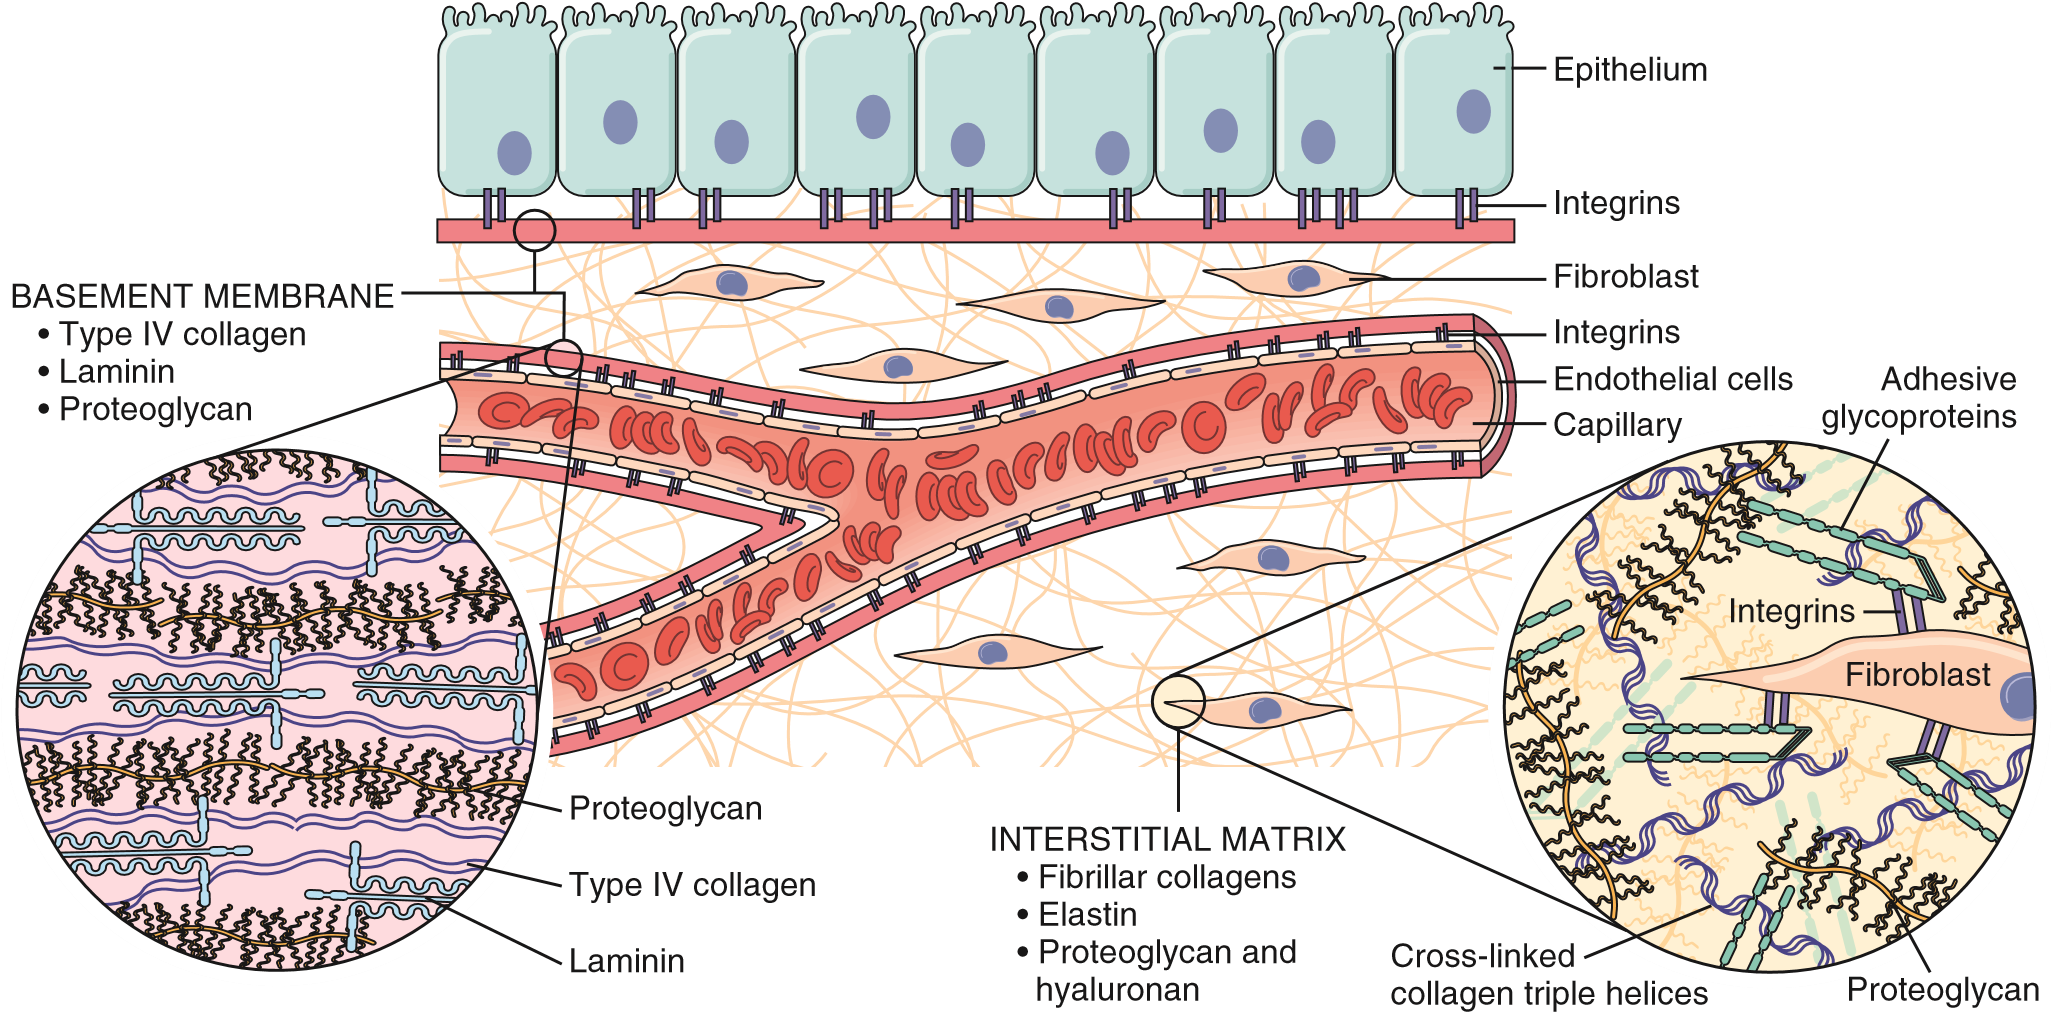 Epithelium
Integrins
Fibroblast
Integrins
Endothelial cells
Capillary
BASEMENT MEMBRANE
• Type IV collagen
• Laminin
• Proteoglycan
Adhesive
glycoproteins
Integrins
Fibroblast
Proteoglycan
Type IV collagen
Laminin
INTERSTITIAL MATRIX
• Fibrillar collagens
• Elastin
• Proteoglycan and
hyaluronan
Cross-linked
collagen triple helices
Proteoglycan